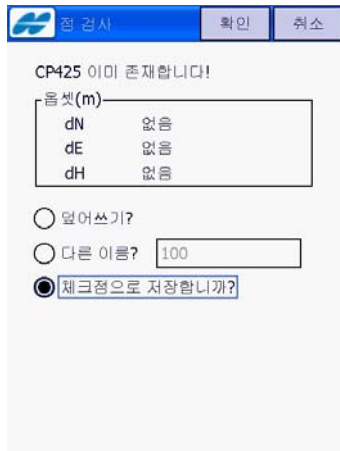 점 검사 확인 취소
CP425 이미 존재합니다!
옵셋(m)
dN 없음
dE 없음
dH 없음
덮어쓰기?
다른 이름? 100
체크점으로 저장합니까?